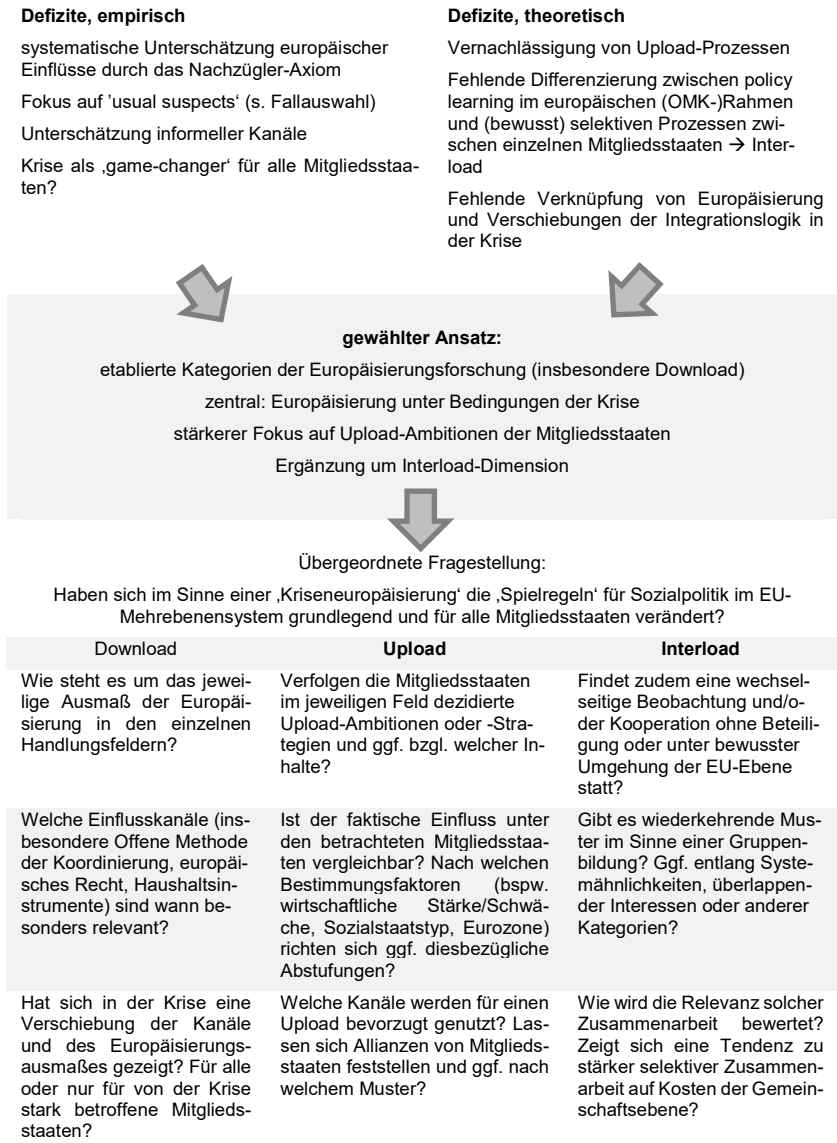 Defizite, empirisch
systematische Unterschätzung europäischer
Einflüsse durch das Nachzügler-Axiom
Fokus auf 'usual suspects‘ (s. Fallauswahl)
Unterschätzung informeller Kanäle
Krise als ‚game-changer‘ für alle Mitgliedsstaa-
ten?
Defizite, theoretisch
Vernachlässigung von Upload-Prozessen
Fehlende Differenzierung zwischen policy
learning im europäischen (OMK-)Rahmen
und (bewusst) selektiven Prozessen zwi-
schen einzelnen Mitgliedsstaaten → Inter-
load
Fehlende Verknüpfung von Europäisierung
und Verschiebungen der Integrationslogik in
der Krise
gewählter Ansatz:
etablierte Kategorien der Europäisierungsforschung (insbesondere Download)
zentral: Europäisierung unter Bedingungen der Krise
stärkerer Fokus auf Upload-Ambitionen der Mitgliedsstaaten
Ergänzung um Interload-Dimension
Übergeordnete Fragestellung:
Haben sich im Sinne einer ‚Kriseneuropäisierung‘ die ‚Spielregeln‘ für Sozialpolitik im EU-
Mehrebenensystem grundlegend und für alle Mitgliedsstaaten verändert?
Download
Upload
Interload
Wie steht es um das jewei-
lige Ausmaß der Europäi-
sierung in den einzelnen
Handlungsfeldern?
Verfolgen die Mitgliedsstaaten
im jeweiligen Feld dezidierte
Upload-Ambitionen oder -Stra-
tegien und ggf. bzgl. welcher In-
halte?
Findet zudem eine wechsel-
seitige Beobachtung und/o-
der Kooperation ohne Beteili-
gung oder unter bewusster
Umgehung der EU-Ebene
statt?
Welche Einflusskanäle (ins-
besondere Offene Methode
der Koordinierung, europäi-
sches Recht, Haushaltsin-
strumente) sind wann be-
sonders relevant?
Ist der faktische Einfluss unter
den betrachteten Mitgliedsstaa-
ten vergleichbar? Nach welchen
Bestimmungsfaktoren (bspw.
wirtschaftliche Stärke/Schwä-
che, Sozialstaatstyp, Eurozone)
richten sich ggf. diesbezügliche
Abstufungen?
Gibt es wiederkehrende Mus-
ter im Sinne einer Gruppen-
bildung? Ggf. entlang Syste-
mähnlichkeiten, überlappen-
der Interessen oder anderer
Kategorien?
Hat sich in der Krise eine
Verschiebung der Kanäle
und des Europäisierungs-
ausmaßes gezeigt? Für alle
oder nur für von der Krise
stark betroffene Mitglieds-
staaten?
Welche Kanäle werden für einen
Upload bevorzugt genutzt? Las-
sen sich Allianzen von Mitglieds-
staaten feststellen und ggf. nach
welchem Muster?
Wie wird die Relevanz solcher
Zusammenarbeit bewertet?
Zeigt sich eine Tendenz zu
stärker selektiver Zusammen-
arbeit auf Kosten der Gemein-
schaftsebene?